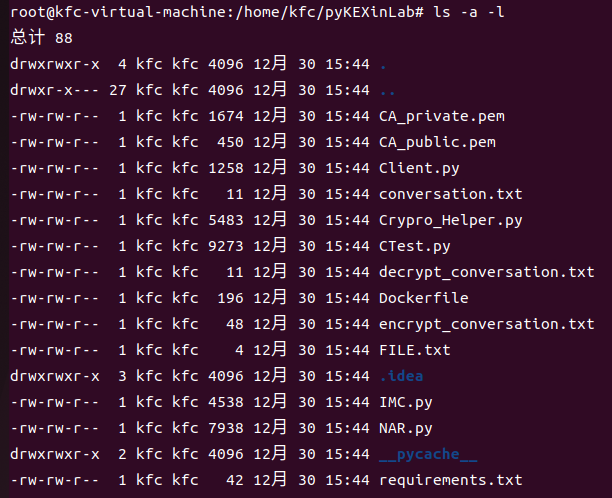 root@kfc-virtual-machine:/home/kfc/pyKEXinLab# ls -a -l
总计 88
drwxrwxr-x  4 kfc kfc 4096 12月 30 15:44 .
drwxr-x--- 27 kfc kfc 4096 12月 30 15:44 ..
-rw-rw-r--  1 kfc kfc 1674 12月 30 15:44 CA_private.pem
-rw-rw-r--  1 kfc kfc  450 12月 30 15:44 CA_public.pem
-rw-rw-r--  1 kfc kfc 1258 12月 30 15:44 Client.py
-rw-rw-r--  1 kfc kfc   11 12月 30 15:44 conversation.txt
-rw-rw-r--  1 kfc kfc 5483 12月 30 15:44 Crypro_Helper.py
-rw-rw-r--  1 kfc kfc 9273 12月 30 15:44 CTest.py
-rw-rw-r--  1 kfc kfc   11 12月 30 15:44 decrypt_conversation.txt
-rw-rw-r--  1 kfc kfc  196 12月 30 15:44 Dockerfile
-rw-rw-r--  1 kfc kfc   48 12月 30 15:44 encrypt_conversation.txt
-rw-rw-r--  1 kfc kfc    4 12月 30 15:44 FILE.txt
drwxrwxr-x  3 kfc kfc 4096 12月 30 15:44 .idea
-rw-rw-r--  1 kfc kfc 4538 12月 30 15:44 IMC.py
-rw-rw-r--  1 kfc kfc 7938 12月 30 15:44 NAR.py
drwxrwxr-x  2 kfc kfc 4096 12月 30 15:44 __pycache__
-rw-rw-r--  1 kfc kfc   42 12月 30 15:44 requirements.txt